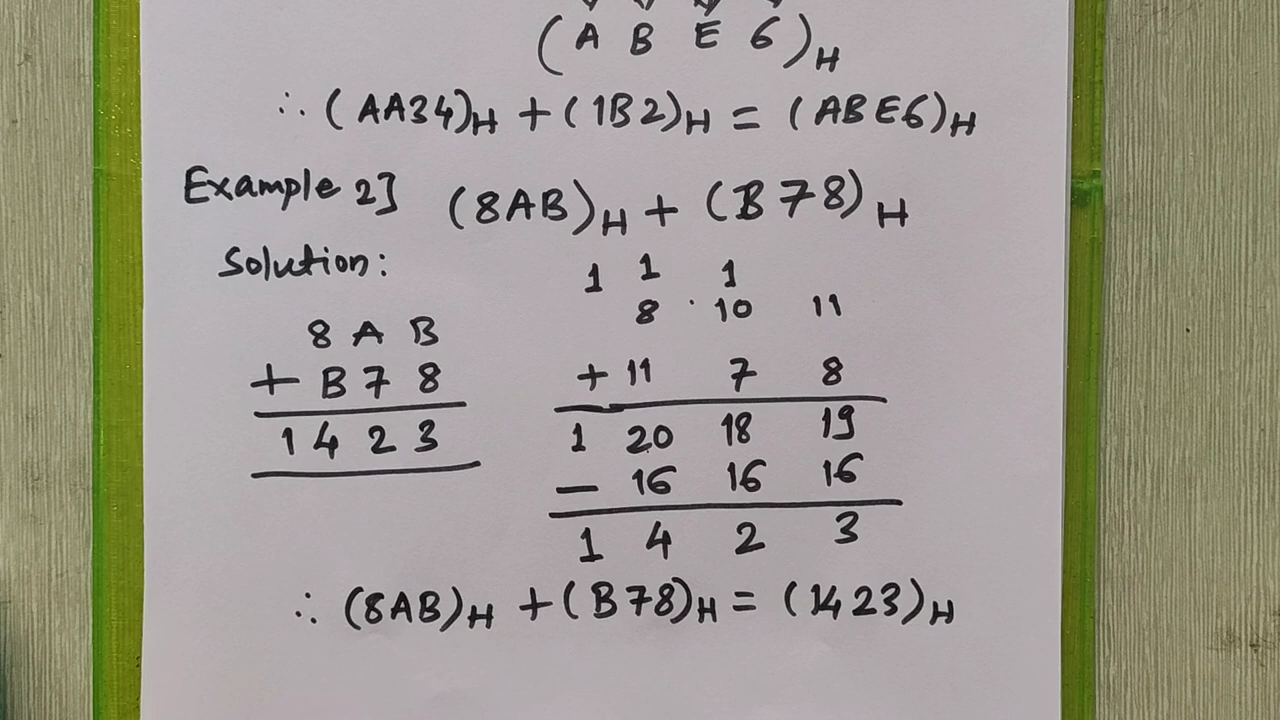 (A B E 6)H
∴ (AA34)H + (1B2)H = (ABE6)H
Example 2] (8AB)H + (B78)H
Solution:
1 1 1
8 10 11
8 A B
+ B 7 8
+ 11 7 8
1 4 2 3
1 20 18 19
- 16 16 16
1 4 2 3
∴ (8AB)H + (B78)H = (1423)H